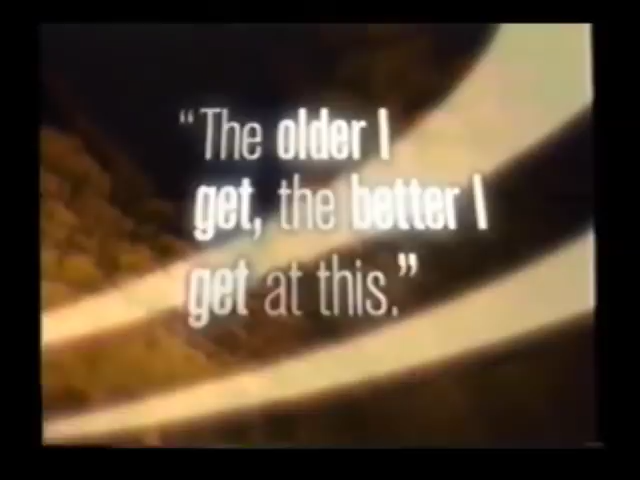 “The older I
get, the better I
get at this.”